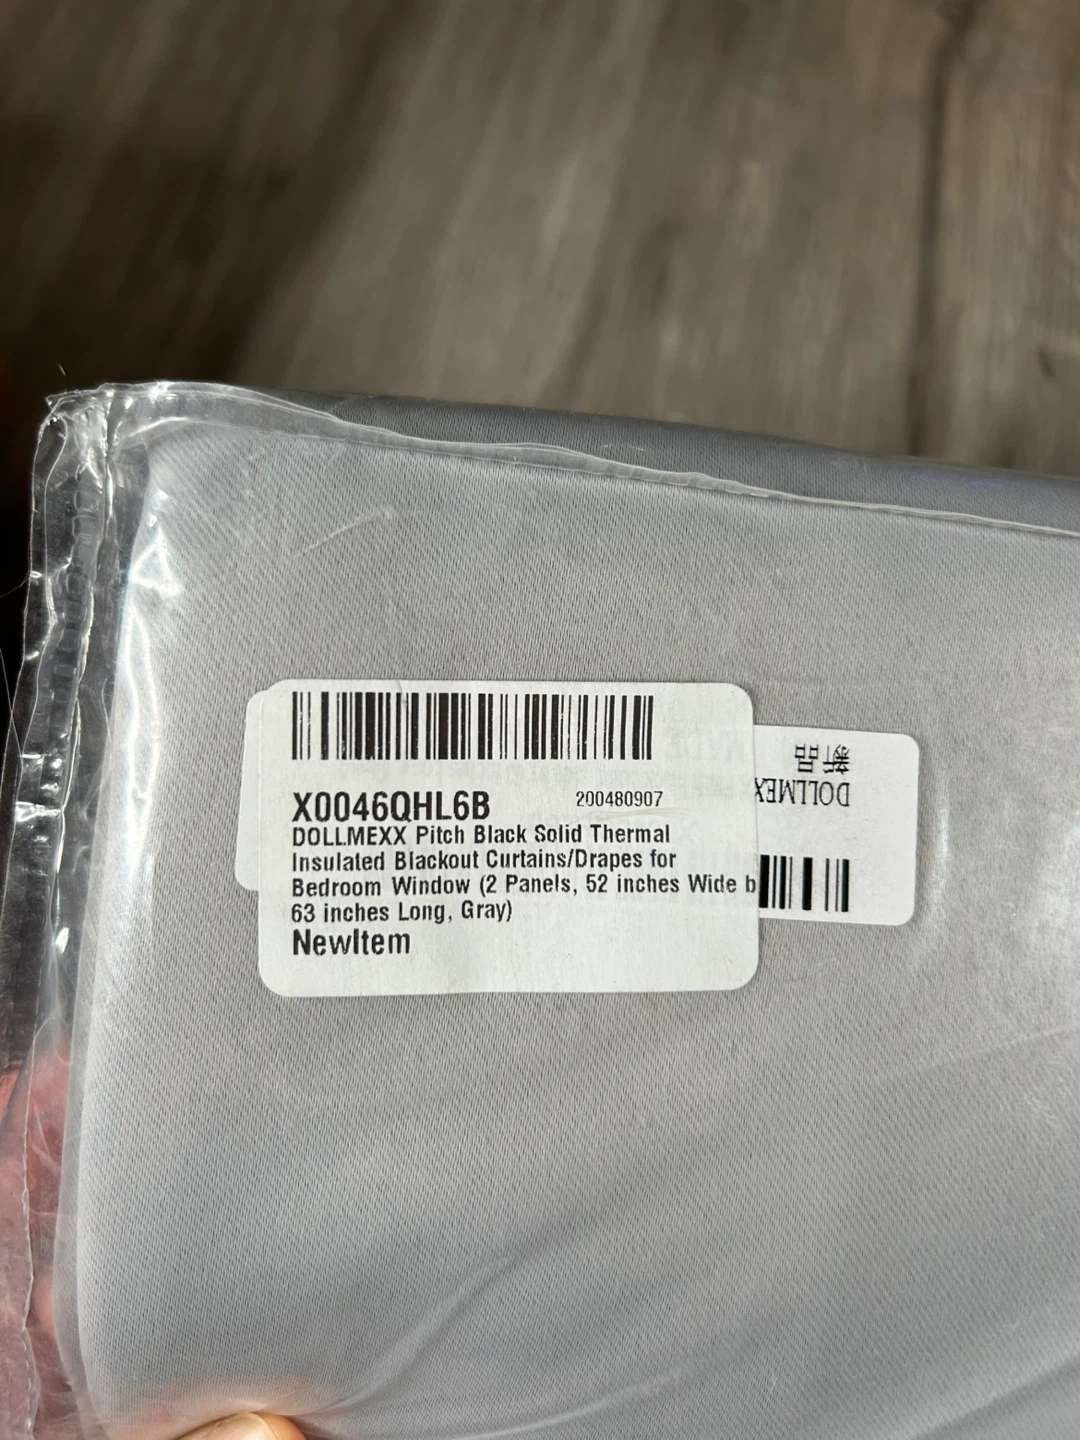 X0046QHL6B 200480907
DOLLMEXX Pitch Black Solid Thermal
Insulated Blackout Curtains/Drapes for
Bedroom Window (2 Panels, 52 inches Wide b
63 inches Long, Gray)
NewItem
DOLLMEX
新品